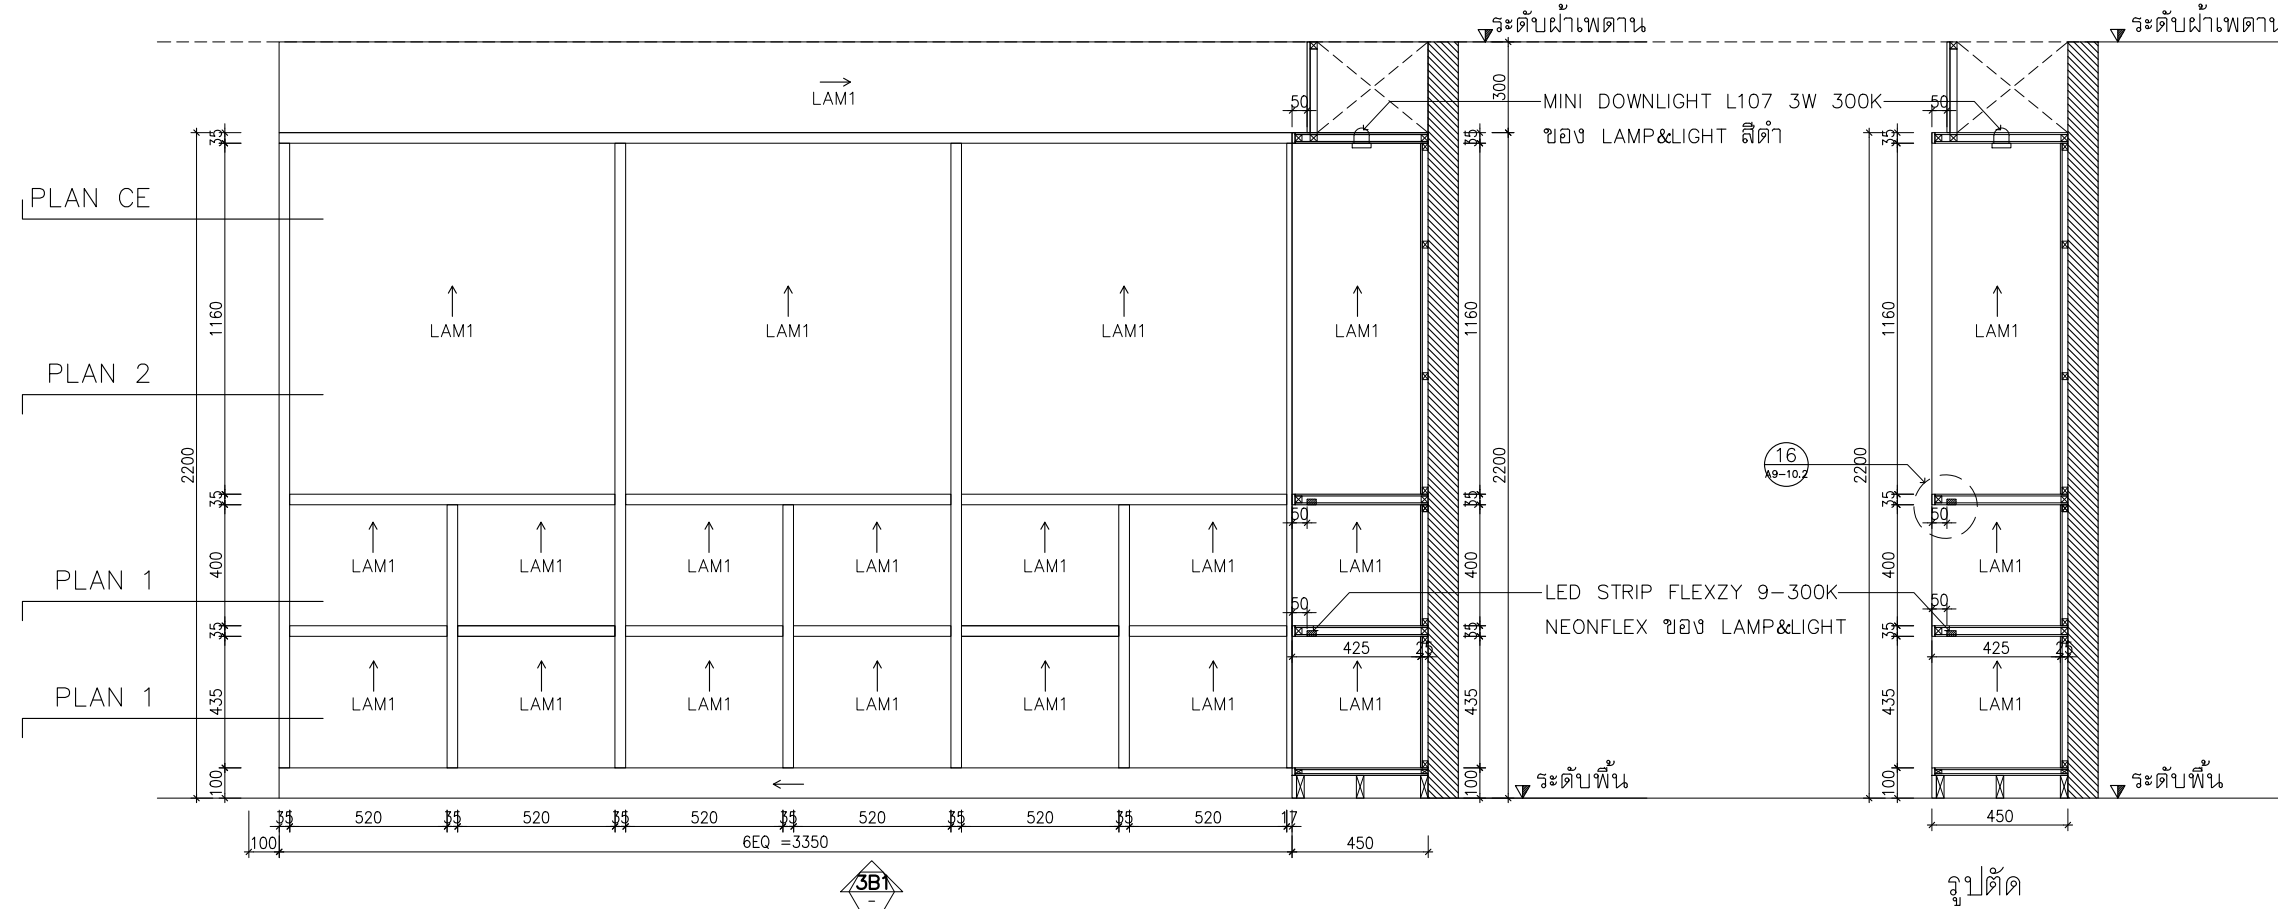 ระดับฝ้าเพดาน
ระดับฝ้าเพดาน
LAM1
300
50
MINI DOWNLIGHT L107 3W 300K
ของ LAMP&LIGHT สีดำ
50
35
35
35
PLAN CE
1160
LAM1
LAM1
LAM1
LAM1
1160
1160
LAM1
PLAN 2
2200
2200
16
A9-10.2
2200
35
35
35
50
50
PLAN 1
400
LAM1
LAM1
LAM1
LAM1
LAM1
LAM1
LAM1
400
400
LAM1
50
LED STRIP FLEXZY 9-300K
NEONFLEX ของ LAMP&LIGHT
50
35
35
35
425
25
425
25
PLAN 1
435
LAM1
LAM1
LAM1
LAM1
LAM1
LAM1
LAM1
435
435
LAM1
100
100
ระดับพื้น
100
ระดับพื้น
35
520
35
520
35
520
35
520
35
520
35
520
17
450
100
6EQ =3350
450
3B1
-
รูปตัด